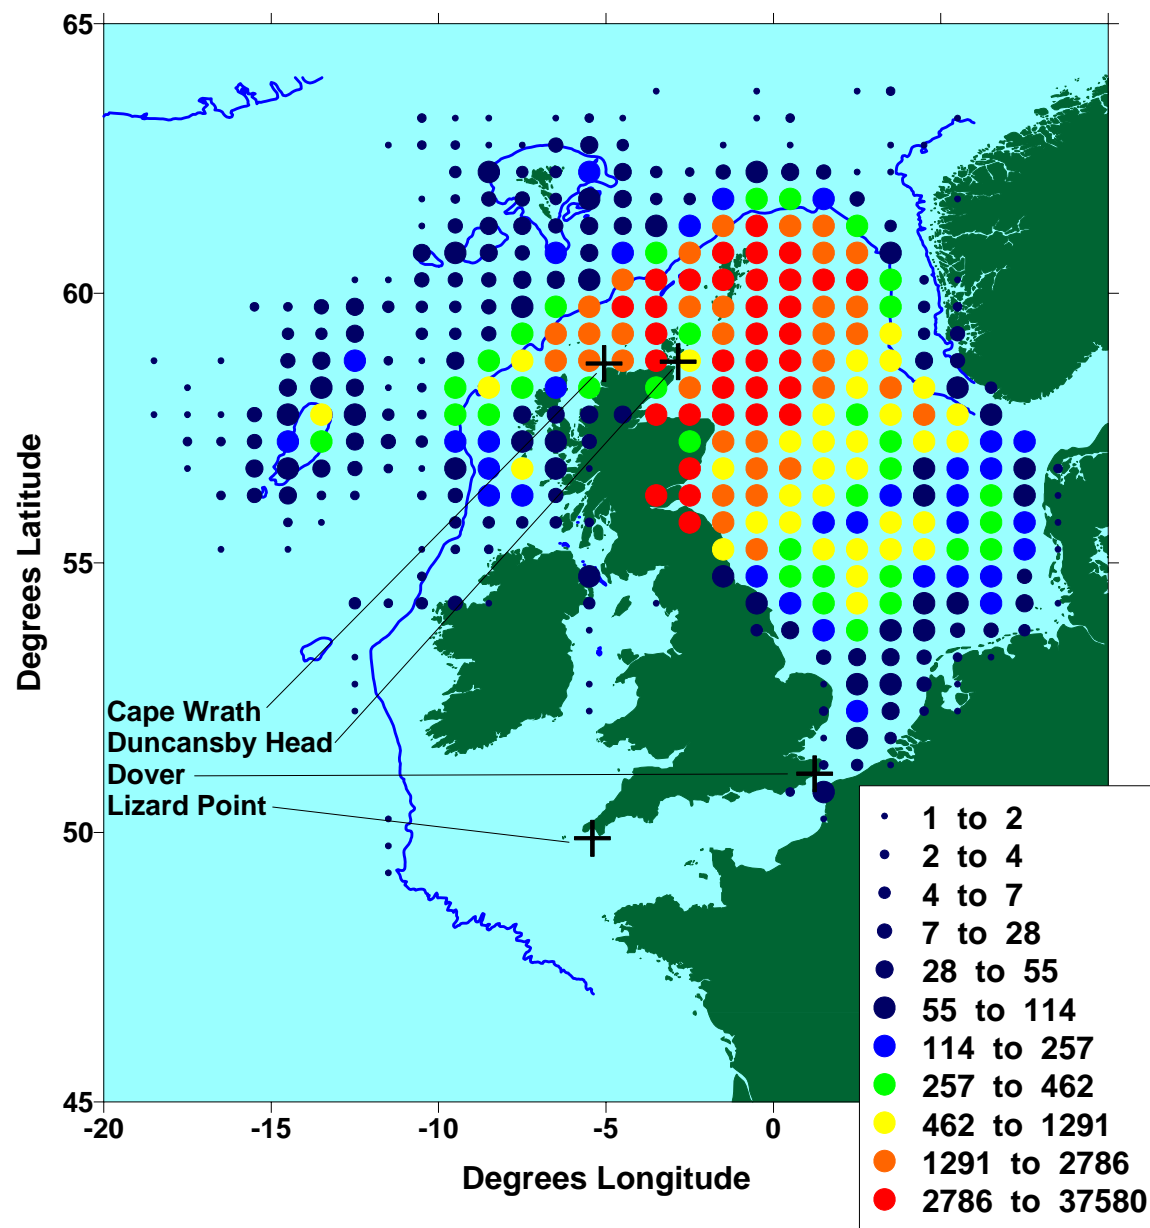 65
60
55
50
45
-20
-15
-10
-5
0
Degrees Latitude
Degrees Longitude
Cape Wrath
Duncansby Head
Dover
Lizard Point
1 to 2
2 to 4
4 to 7
7 to 28
28 to 55
55 to 114
114 to 257
257 to 462
462 to 1291
1291 to 2786
2786 to 37580